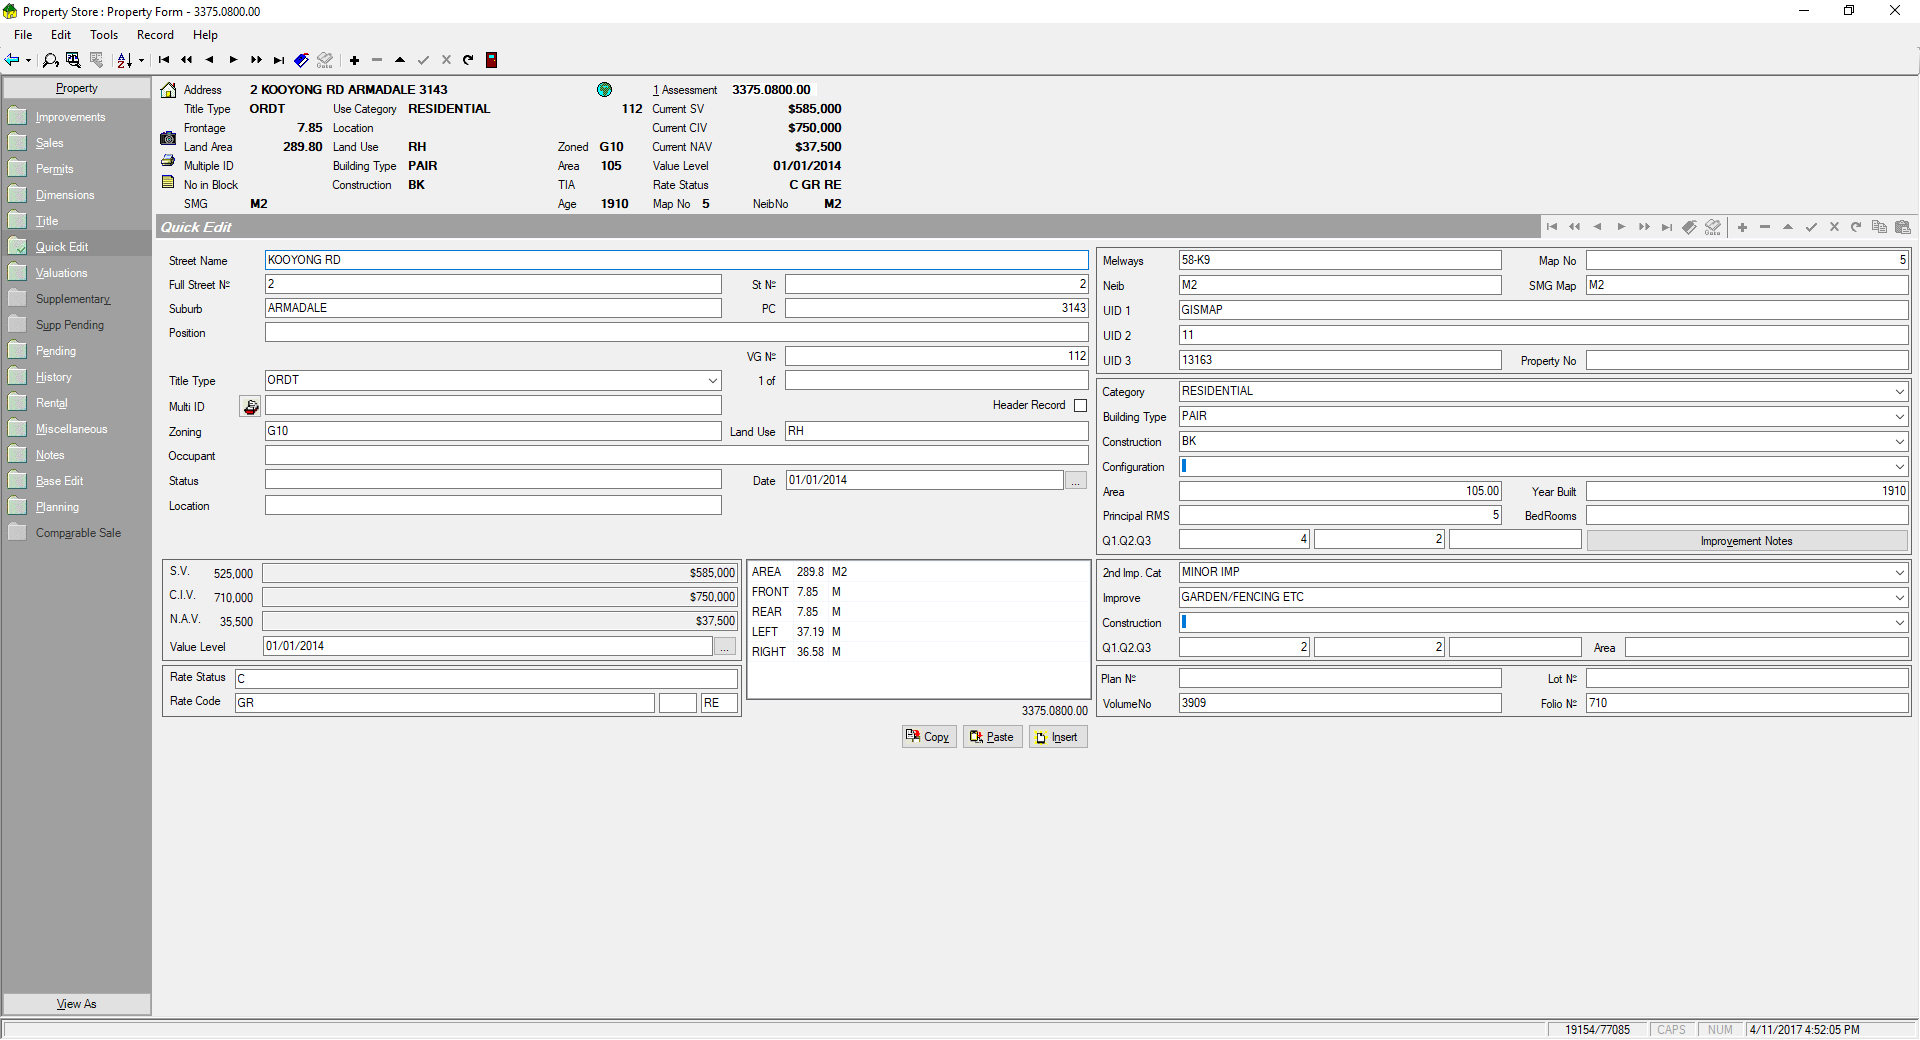 Property Store : Property Form - 3375.0800.00
File Edit Tools Record Help
Property
Improvements
Sales
Permits
Dimensions
Title
Quick Edit
Valuations
Supplementary
Supp Pending
Pending
History
Rental
Miscellaneous
Notes
Base Edit
Planning
Comparable Sale
View As
Address 2 KOOYONG RD ARMADALE 3143 1 Assessment 3375.0800.00
Title Type ORDT Use Category RESIDENTIAL 112 Current SV $585,000
Frontage 7.85 Location Current CIV $750,000
Land Area 289.80 Land Use RH Zoned G10 Current NAV $37,500
Multiple ID Building Type PAIR Area 105 Value Level 01/01/2014
No in Block Construction BK TIA Rate Status C GR RE
SMG M2 Age 1910 Map No 5 NeibNo M2
Quick Edit
Street Name KOOYONG RD
Full Street Nº 2 St Nº 2
Suburb ARMADALE PC 3143
Position
VG Nº 112
Title Type ORDT 1 of
Multi ID Header Record
Zoning G10 Land Use RH
Occupant
Status Date 01/01/2014 ...
Location
S.V. 525,000 $585,000
C.I.V. 710,000 $750,000
N.A.V. 35,500 $37,500
Value Level 01/01/2014 ...
Rate Status C
Rate Code GR RE
AREA 289.8 M2
FRONT 7.85 M
REAR 7.85 M
LEFT 37.19 M
RIGHT 36.58 M
3375.0800.00
Copy Paste Insert
Melways 58-K9 Map No 5
Neib M2 SMG Map M2
UID 1 GISMAP
UID 2 11
UID 3 13163 Property No
Category RESIDENTIAL
Building Type PAIR
Construction BK
Configuration
Area 105.00 Year Built 1910
Principal RMS 5 BedRooms
Q1.Q2.Q3 4 2 Improvement Notes
2nd Imp. Cat MINOR IMP
Improve GARDEN/FENCING ETC
Construction
Q1.Q2.Q3 2 2 Area
Plan Nº Lot Nº
VolumeNo 3909 Folio Nº 710
19154/77085 CAPS NUM 4/11/2017 4:52:05 PM